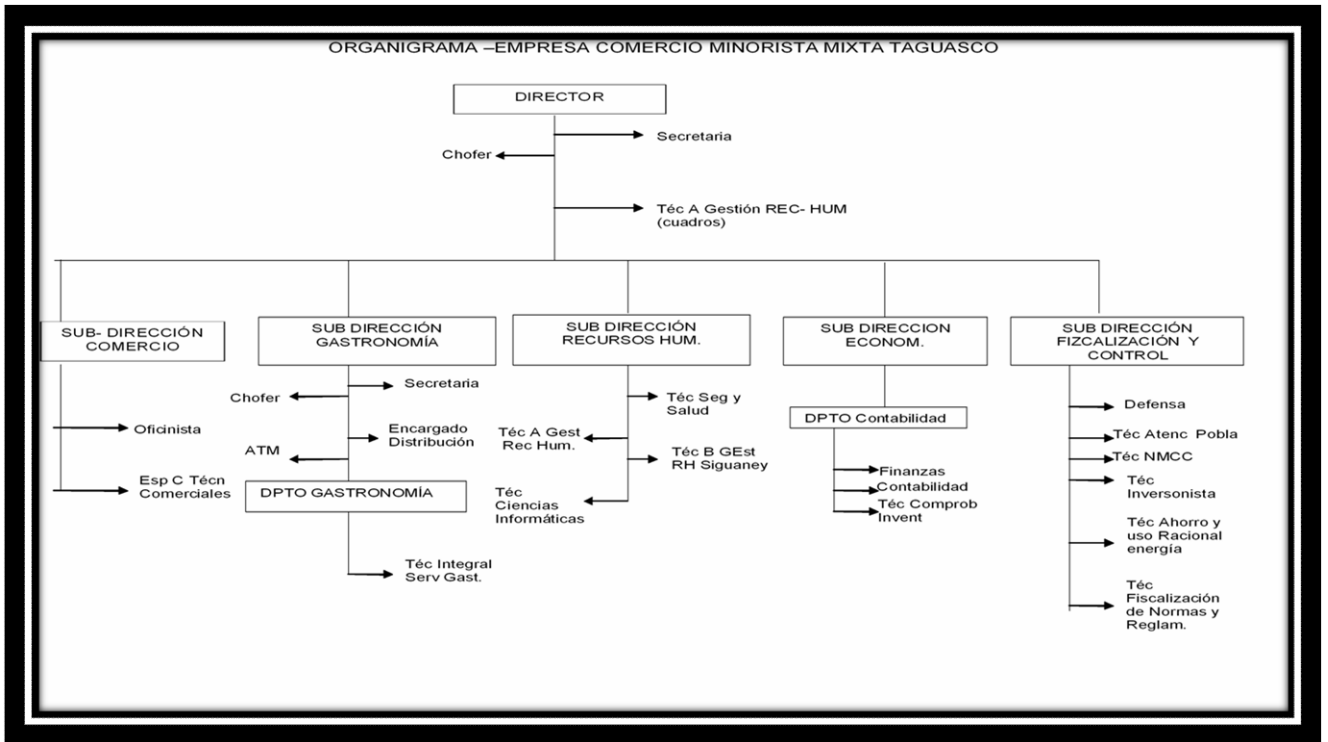 ORGANIGRAMA –EMPRESA COMERCIO MINORISTA MIXTA TAGUASCO
DIRECTOR
Secretaria
Chofer
Téc A Gestión REC- HUM
(cuadros)
SUB- DIRECCIÓN
COMERCIO
Oficinista
Esp C Técn
Comerciales
SUB DIRECCIÓN
GASTRONOMÍA
Secretaria
Chofer
Encargado
Distribución
ATM
DPTO GASTRONOMÍA
Téc Integral
Serv Gast.
SUB DIRECCIÓN
RECURSOS HUM.
Téc Seg y
Salud
Téc A Gest
Rec Hum.
Téc B GEst
RH Siguaney
Téc
Ciencias
Informáticas
SUB DIRECCION
ECONOM.
DPTO Contabilidad
Finanzas
Contabilidad
Téc Comprob
Invent
SUB DIRECCIÓN
FIZCALIZACIÓN Y
CONTROL
Defensa
Téc Atenc Pobla
Téc NMCC
Téc
Inversonista
Téc Ahorro y
uso Racional
energía
Téc
Fiscalización
de Normas y
Reglam.